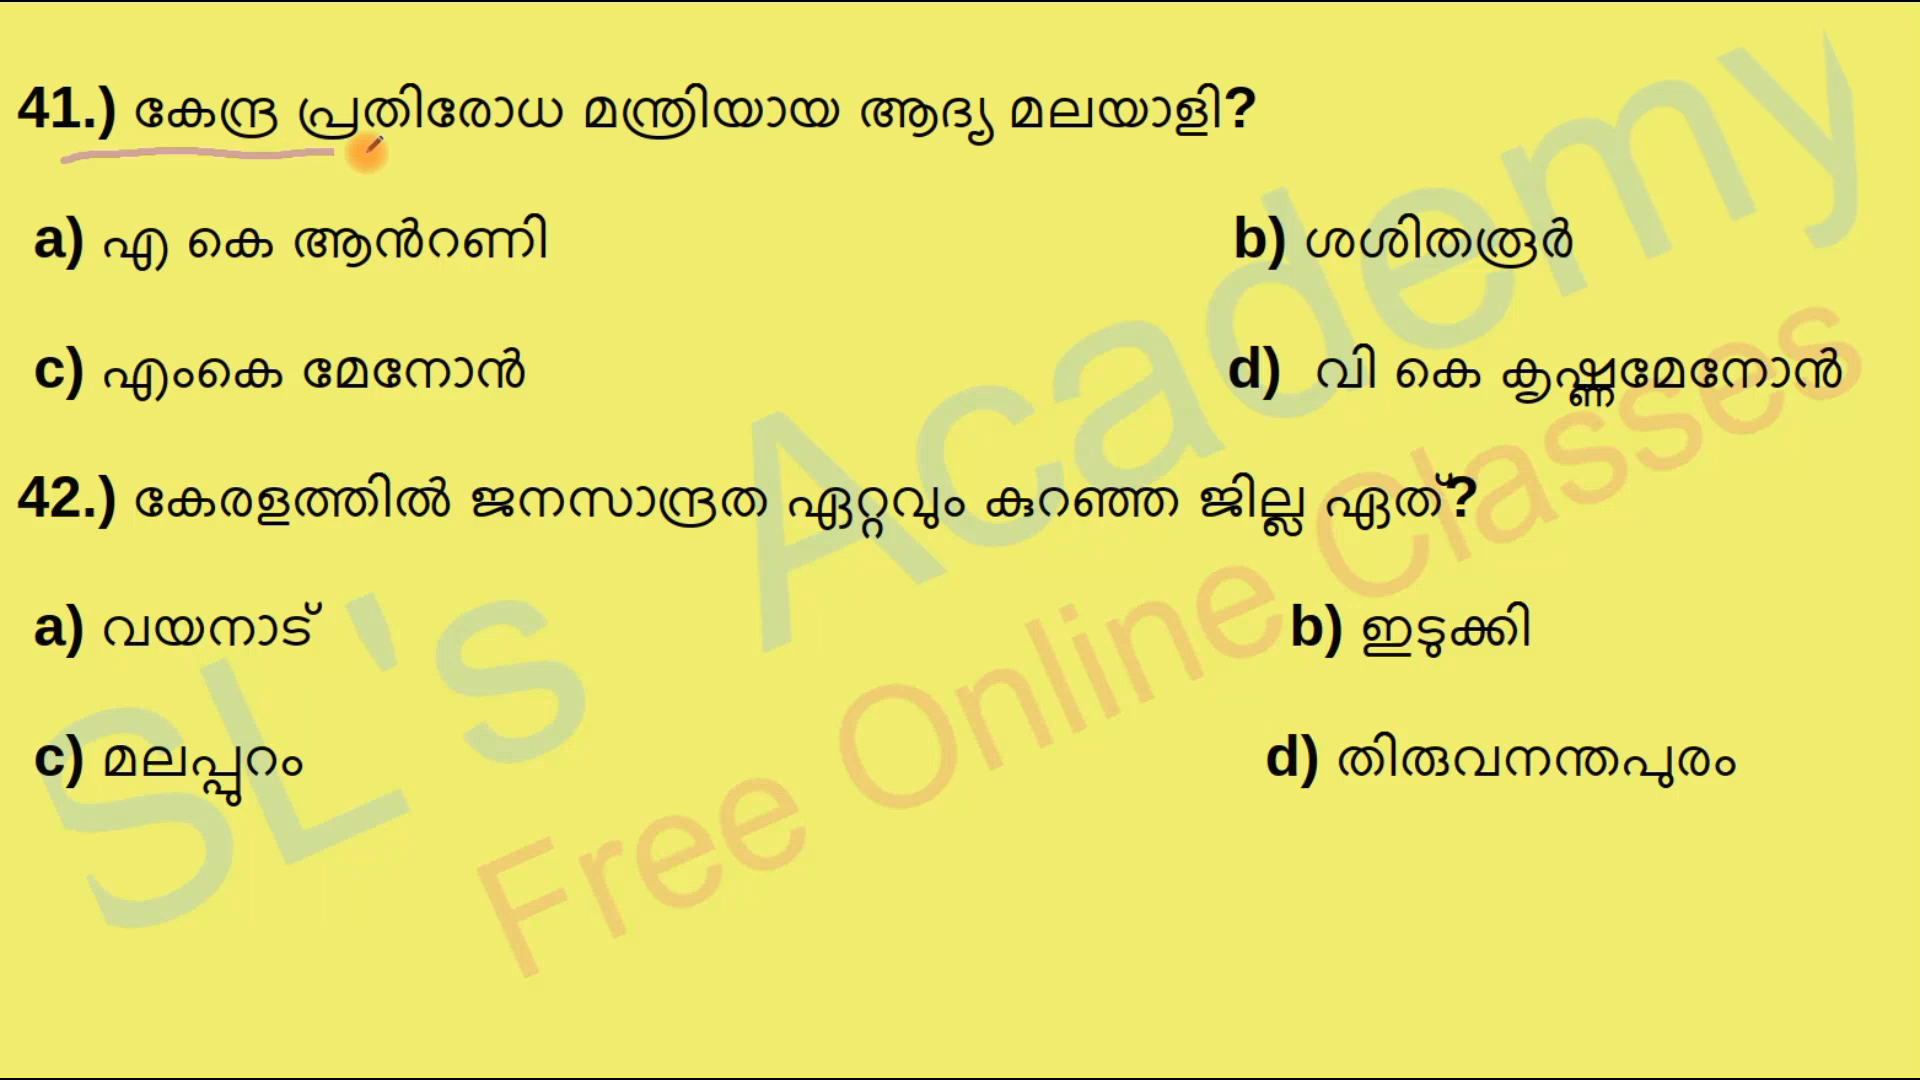 41.) കേന്ദ്ര പ്രതിരോധ മന്ത്രിയായ ആദ്യ മലയാളി?
a) എ കെ ആൻറണി b) ശശിതരൂർ
c) എംകെ മേനോൻ d) വി കെ കൃഷ്ണമേനോൻ
42.) കേരളത്തിൽ ജനസാന്ദ്രത ഏറ്റവും കുറഞ്ഞ ജില്ല ഏത്?
a) വയനാട് b) ഇടുക്കി
c) മലപ്പുറം d) തിരുവനന്തപുരം
SL's Academy
Free Online Classes